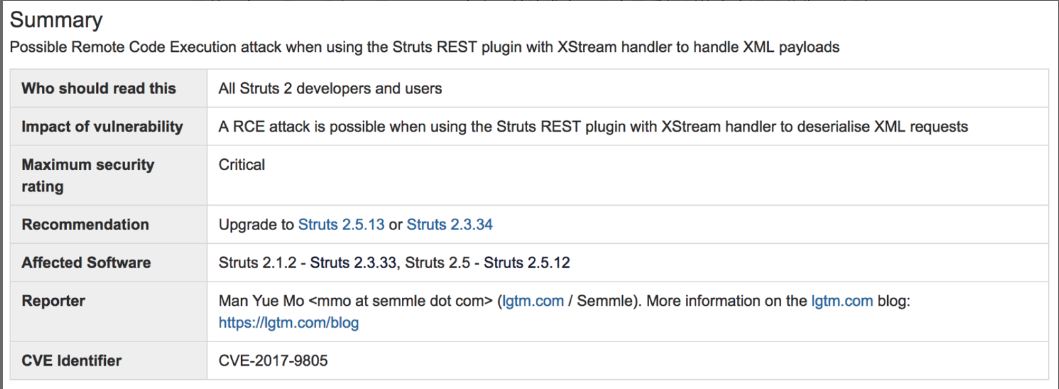 Summary
Possible Remote Code Execution attack when using the Struts REST plugin with XStream handler to handle XML payloads
Who should read this All Struts 2 developers and users
Impact of vulnerability A RCE attack is possible when using the Struts REST plugin with XStream handler to deserialise XML requests
Maximum security rating Critical
Recommendation Upgrade to Struts 2.5.13 or Struts 2.3.34
Affected Software Struts 2.1.2 - Struts 2.3.33, Struts 2.5 - Struts 2.5.12
Reporter Man Yue Mo <mmo at semmle dot com> (lgtm.com / Semmle). More information on the lgtm.com blog:
https://lgtm.com/blog
CVE Identifier CVE-2017-9805